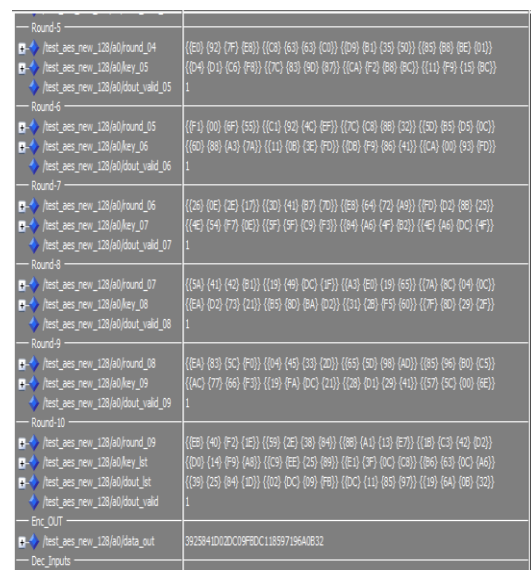 Round-5
/test_aes_new_128/a0/round_04 {{E0} {92} {7F} {E8}} {{C8} {63} {63} {C0}} {{D9} {B1} {35} {50}} {{85} {B8} {BE} {01}}
/test_aes_new_128/a0/key_05 {{D4} {D1} {C6} {F8}} {{7C} {83} {9D} {87}} {{CA} {F2} {B8} {BC}} {{11} {F9} {15} {BC}}
/test_aes_new_128/a0/dout_valid_05 1
Round-6
/test_aes_new_128/a0/round_05 {{F1} {00} {6F} {55}} {{C1} {92} {4C} {EF}} {{7C} {C8} {8B} {32}} {{5D} {B5} {D5} {0C}}
/test_aes_new_128/a0/key_06 {{6D} {88} {A3} {7A}} {{11} {0B} {3E} {FD}} {{DB} {F9} {86} {41}} {{CA} {00} {93} {FD}}
/test_aes_new_128/a0/dout_valid_06 1
Round-7
/test_aes_new_128/a0/round_06 {{26} {0E} {2E} {17}} {{3D} {41} {B7} {7D}} {{E8} {64} {72} {A9}} {{FD} {D2} {8B} {25}}
/test_aes_new_128/a0/key_07 {{4E} {54} {F7} {0E}} {{5F} {5F} {C9} {F3}} {{84} {A6} {4F} {B2}} {{4E} {A6} {DC} {4F}}
/test_aes_new_128/a0/dout_valid_07 1
Round-8
/test_aes_new_128/a0/round_07 {{5A} {41} {42} {B1}} {{19} {49} {DC} {1F}} {{A3} {E0} {19} {65}} {{7A} {8C} {04} {0C}}
/test_aes_new_128/a0/key_08 {{EA} {D2} {73} {21}} {{B5} {8D} {BA} {D2}} {{31} {2B} {F5} {60}} {{7F} {8D} {29} {2F}}
/test_aes_new_128/a0/dout_valid_08 1
Round-9
/test_aes_new_128/a0/round_08 {{EA} {83} {5C} {F0}} {{04} {45} {33} {2D}} {{65} {5D} {98} {AD}} {{85} {96} {B0} {C5}}
/test_aes_new_128/a0/key_09 {{AC} {77} {66} {F3}} {{19} {FA} {DC} {21}} {{28} {D1} {29} {41}} {{57} {5C} {00} {6E}}
/test_aes_new_128/a0/dout_valid_09 1
Round-10
/test_aes_new_128/a0/round_09 {{EB} {40} {F2} {1E}} {{59} {2E} {38} {84}} {{8B} {A1} {13} {E7}} {{1B} {C3} {42} {D2}}
/test_aes_new_128/a0/key_lst {{D0} {14} {F9} {A8}} {{C9} {EE} {25} {89}} {{E1} {3F} {0C} {C8}} {{B6} {63} {0C} {A6}}
/test_aes_new_128/a0/dout_lst {{39} {25} {84} {1D}} {{02} {DC} {09} {FB}} {{DC} {11} {85} {97}} {{19} {6A} {0B} {32}}
/test_aes_new_128/a0/dout_valid 1
Enc_OUT
/test_aes_new_128/a0/data_out 3925841D02DC09FBDC118597196A0B32
Dec_Inputs